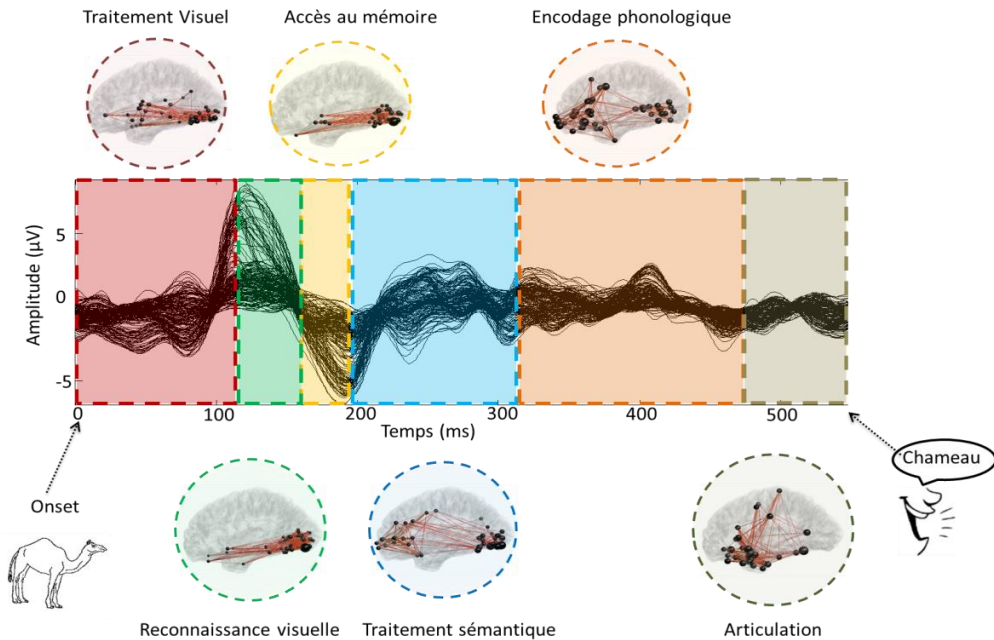 Traitement Visuel
Accès au mémoire
Encodage phonologique
Amplitude (µV)
5
0
-5
0
100
200
300
400
500
Temps (ms)
Onset
Chameau
Reconnaissance visuelle
Traitement sémantique
Articulation